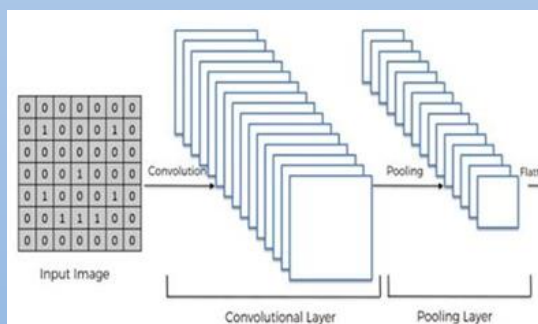 0 0 0 0 0 0 0
0 1 0 0 0 1 0
0 0 0 0 0 0 0
0 0 0 1 0 0 0
0 1 0 0 0 1 0
0 0 1 1 1 0 0
0 0 0 0 0 0 0
Input Image
Convolution
Convolutional Layer
Pooling
Pooling Layer